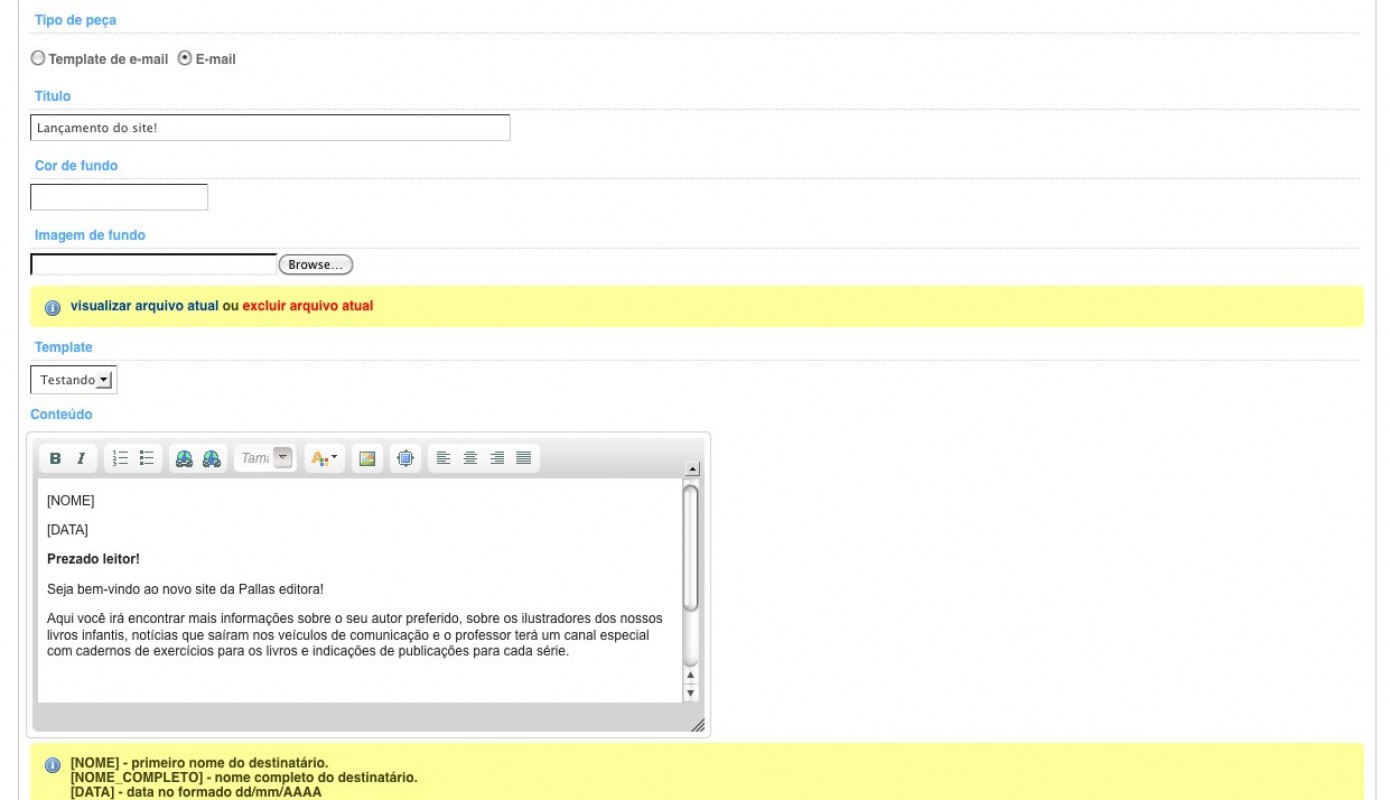 Tipo de peça
Template de e-mail E-mail
Título
Lançamento do site!
Cor de fundo
Imagem de fundo
Browse...
visualizar arquivo atual ou excluir arquivo atual
Template
Testando
Conteúdo
B I Tam
[NOME]
[DATA]
Prezado leitor!
Seja bem-vindo ao novo site da Pallas editora!
Aqui você irá encontrar mais informações sobre o seu autor preferido, sobre os ilustradores dos nossos
livros infantis, notícias que saíram nos veículos de comunicação e o professor terá um canal especial
com cadernos de exercícios para os livros e indicações de publicações para cada série.
[NOME] - primeiro nome do destinatário.
[NOME_COMPLETO] - nome completo do destinatário.
[DATA] - data no formado dd/mm/AAAA